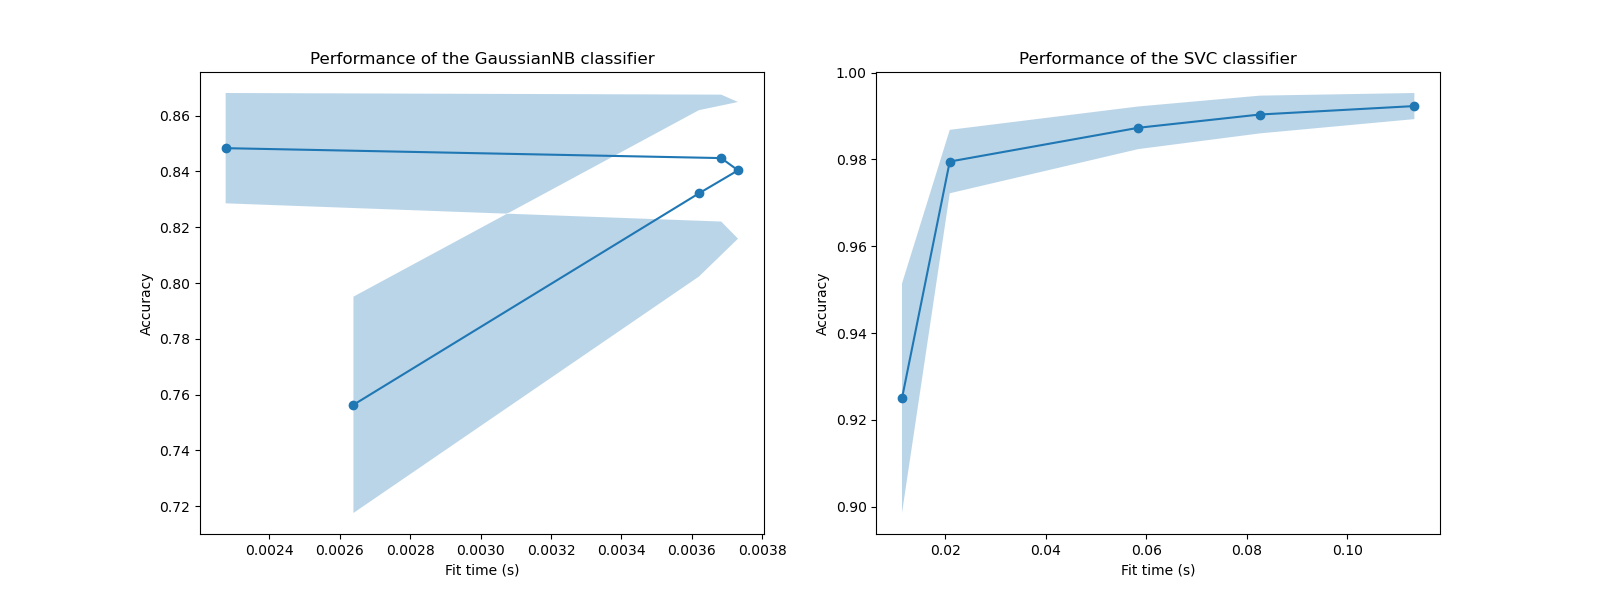 Performance of the GaussianNB classifier
Accuracy
0.86
0.84
0.82
0.80
0.78
0.76
0.74
0.72
0.0024 0.0026 0.0028 0.0030 0.0032 0.0034 0.0036 0.0038
Fit time (s)
Performance of the SVC classifier
Accuracy
1.00
0.98
0.96
0.94
0.92
0.90
0.02 0.04 0.06 0.08 0.10
Fit time (s)